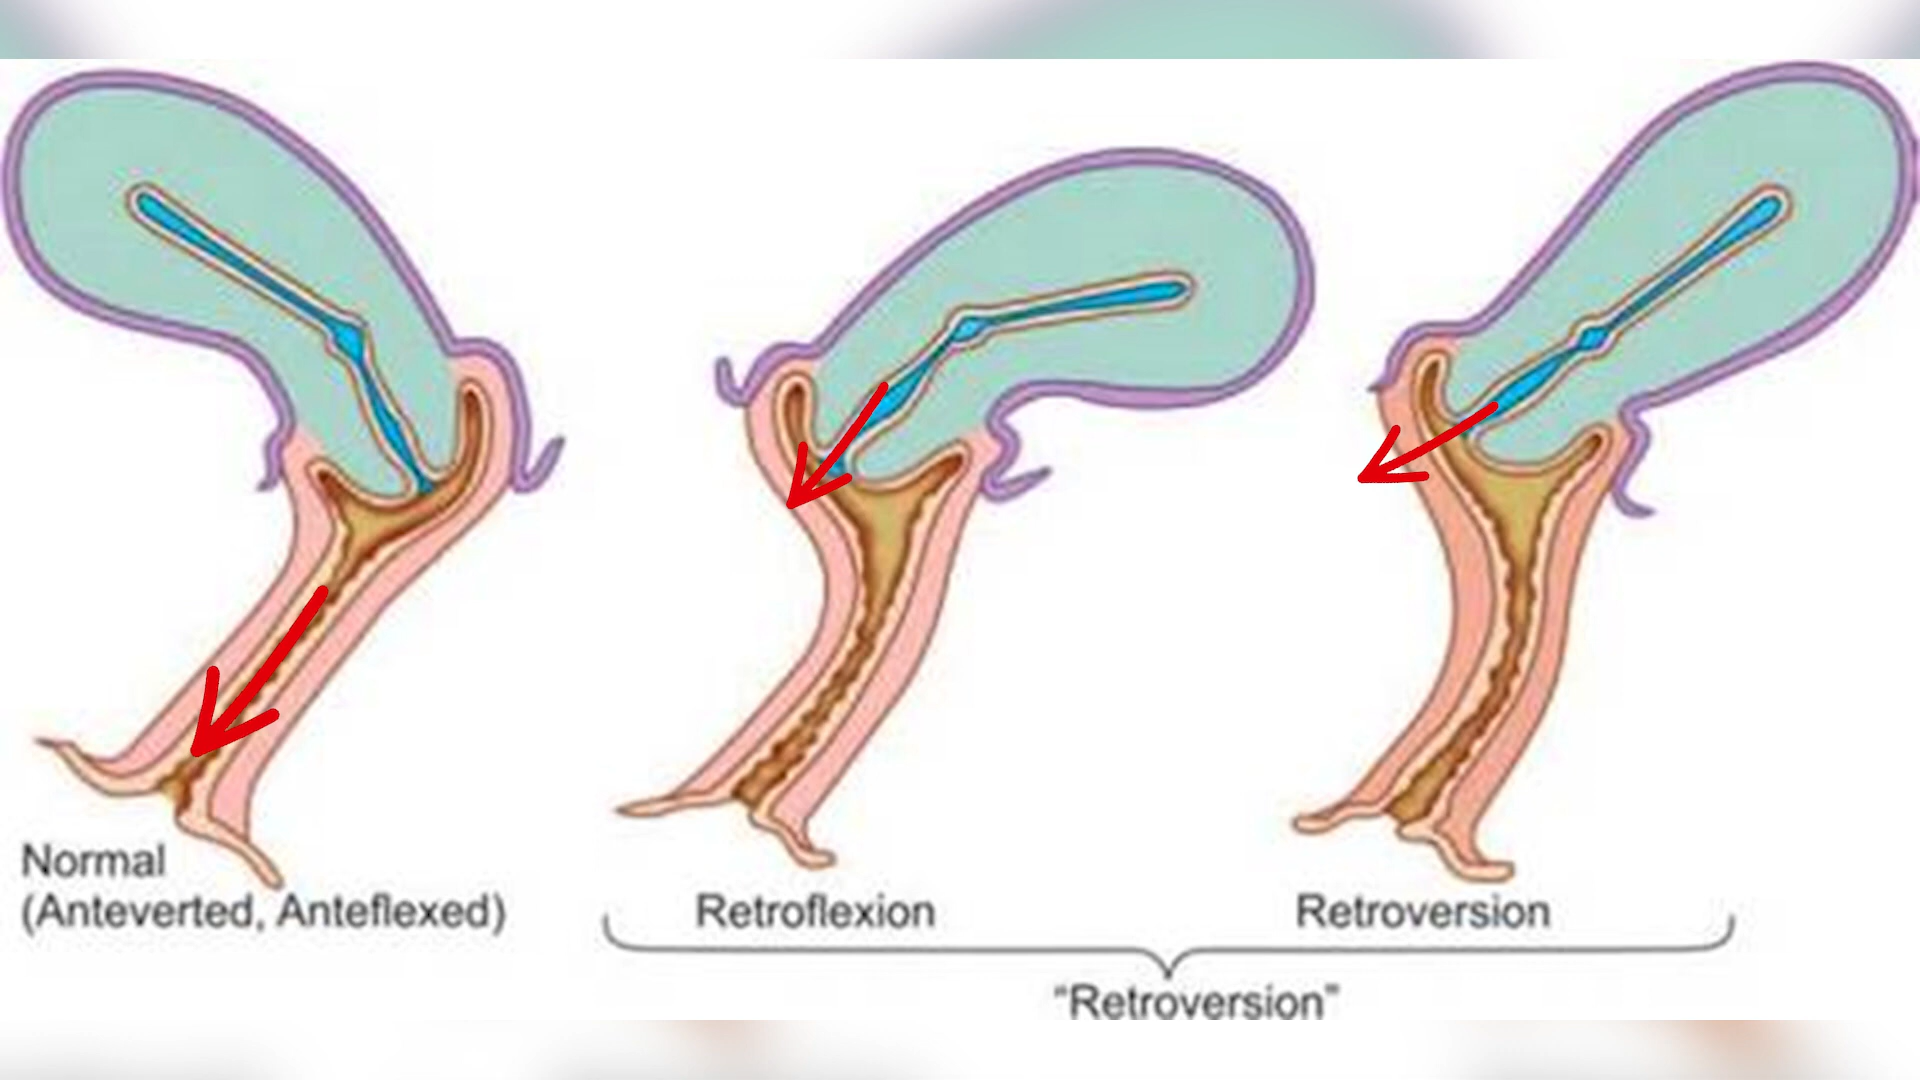 Normal
(Anteverted, Anteflexed)
Retroflexion
Retroversion
“Retroversion”